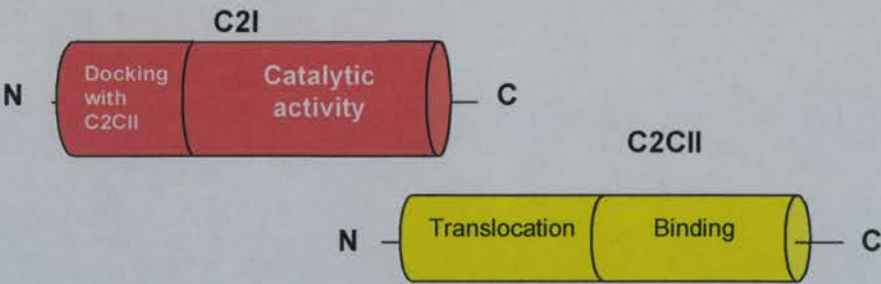 C2I
N
Docking
with
C2CII
Catalytic
activity
C
C2CII
N
Translocation
Binding
C